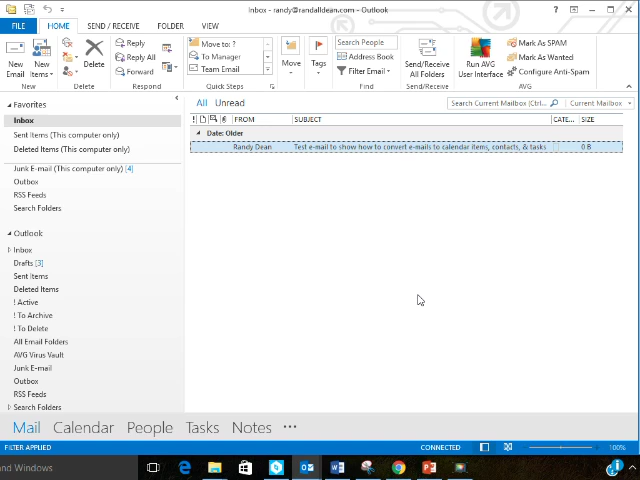 Inbox - randy@randalldean.com - Outlook
FILE HOME SEND / RECEIVE FOLDER VIEW
New Email
New Items
Delete
Reply
Reply All
Forward
Move to: ?
To Manager
Team Email
Move
Tags
Search People
Address Book
Filter Email
Send/Receive All Folders
Run AVG User Interface
Mark As SPAM
Mark As Wanted
Configure Anti-Spam
New Delete Respond Quick Steps Find Send/Receive AVG
Favorites
Inbox
Sent Items (This computer only)
Deleted Items (This computer only)
Junk E-mail (This computer only) [4]
Outbox
RSS Feeds
Search Folders
Outlook
Inbox
Drafts [3]
Sent Items
Deleted Items
! Active
! To Archive
! To Delete
All Email Folders
AVG Virus Vault
Junk E-mail
Outbox
RSS Feeds
Search Folders
All Unread
Search Current Mailbox (Ctrl... Current Mailbox
! FROM SUBJECT CATE... SIZE
Date: Older
Randy Dean Test e-mail to show how to convert e-mails to calendar items, contacts, & tasks 0 B
Mail Calendar People Tasks Notes ...
FILTER APPLIED CONNECTED 100%
and Windows